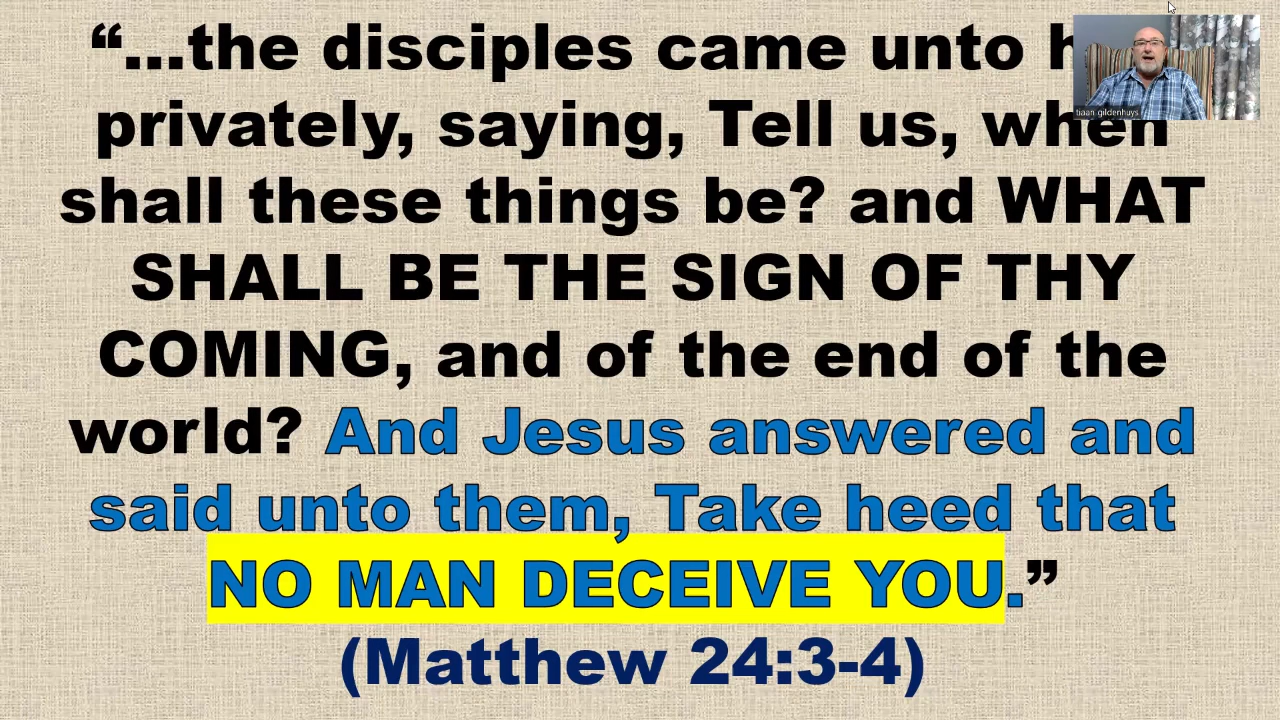 “...the disciples came unto
privately, saying, Tell us, when
shall these things be? and WHAT
SHALL BE THE SIGN OF THY
COMING, and of the end of the
world? And Jesus answered and
said unto them, Take heed that
NO MAN DECEIVE YOU.”
(Matthew 24:3-4)
tiaan gildenhuys